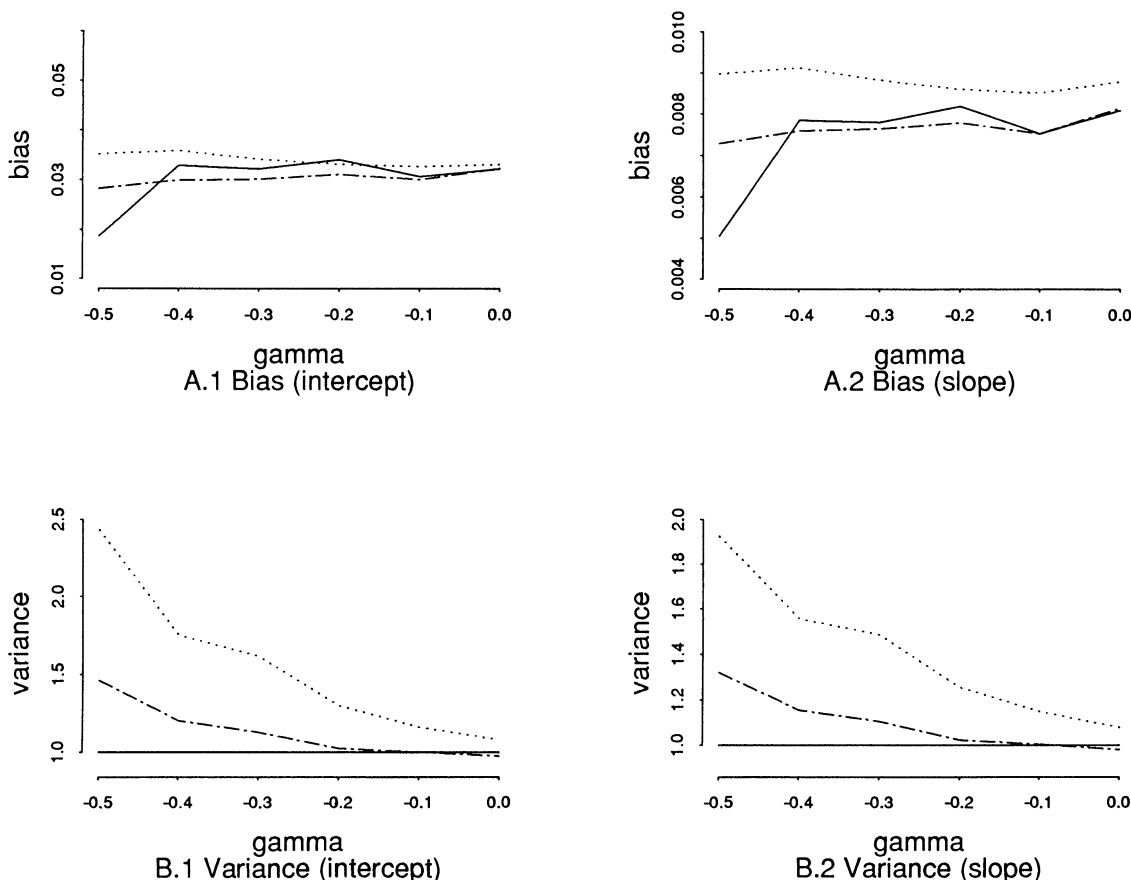 0.05
0.03
0.01
bias
-0.5 -0.4 -0.3 -0.2 -0.1 0.0
gamma
A.1 Bias (intercept)
0.010
0.008
0.006
0.004
bias
-0.5 -0.4 -0.3 -0.2 -0.1 0.0
gamma
A.2 Bias (slope)
2.5
2.0
1.5
1.0
variance
-0.5 -0.4 -0.3 -0.2 -0.1 0.0
gamma
B.1 Variance (intercept)
2.0
1.8
1.6
1.4
1.2
1.0
variance
-0.5 -0.4 -0.3 -0.2 -0.1 0.0
gamma
B.2 Variance (slope)